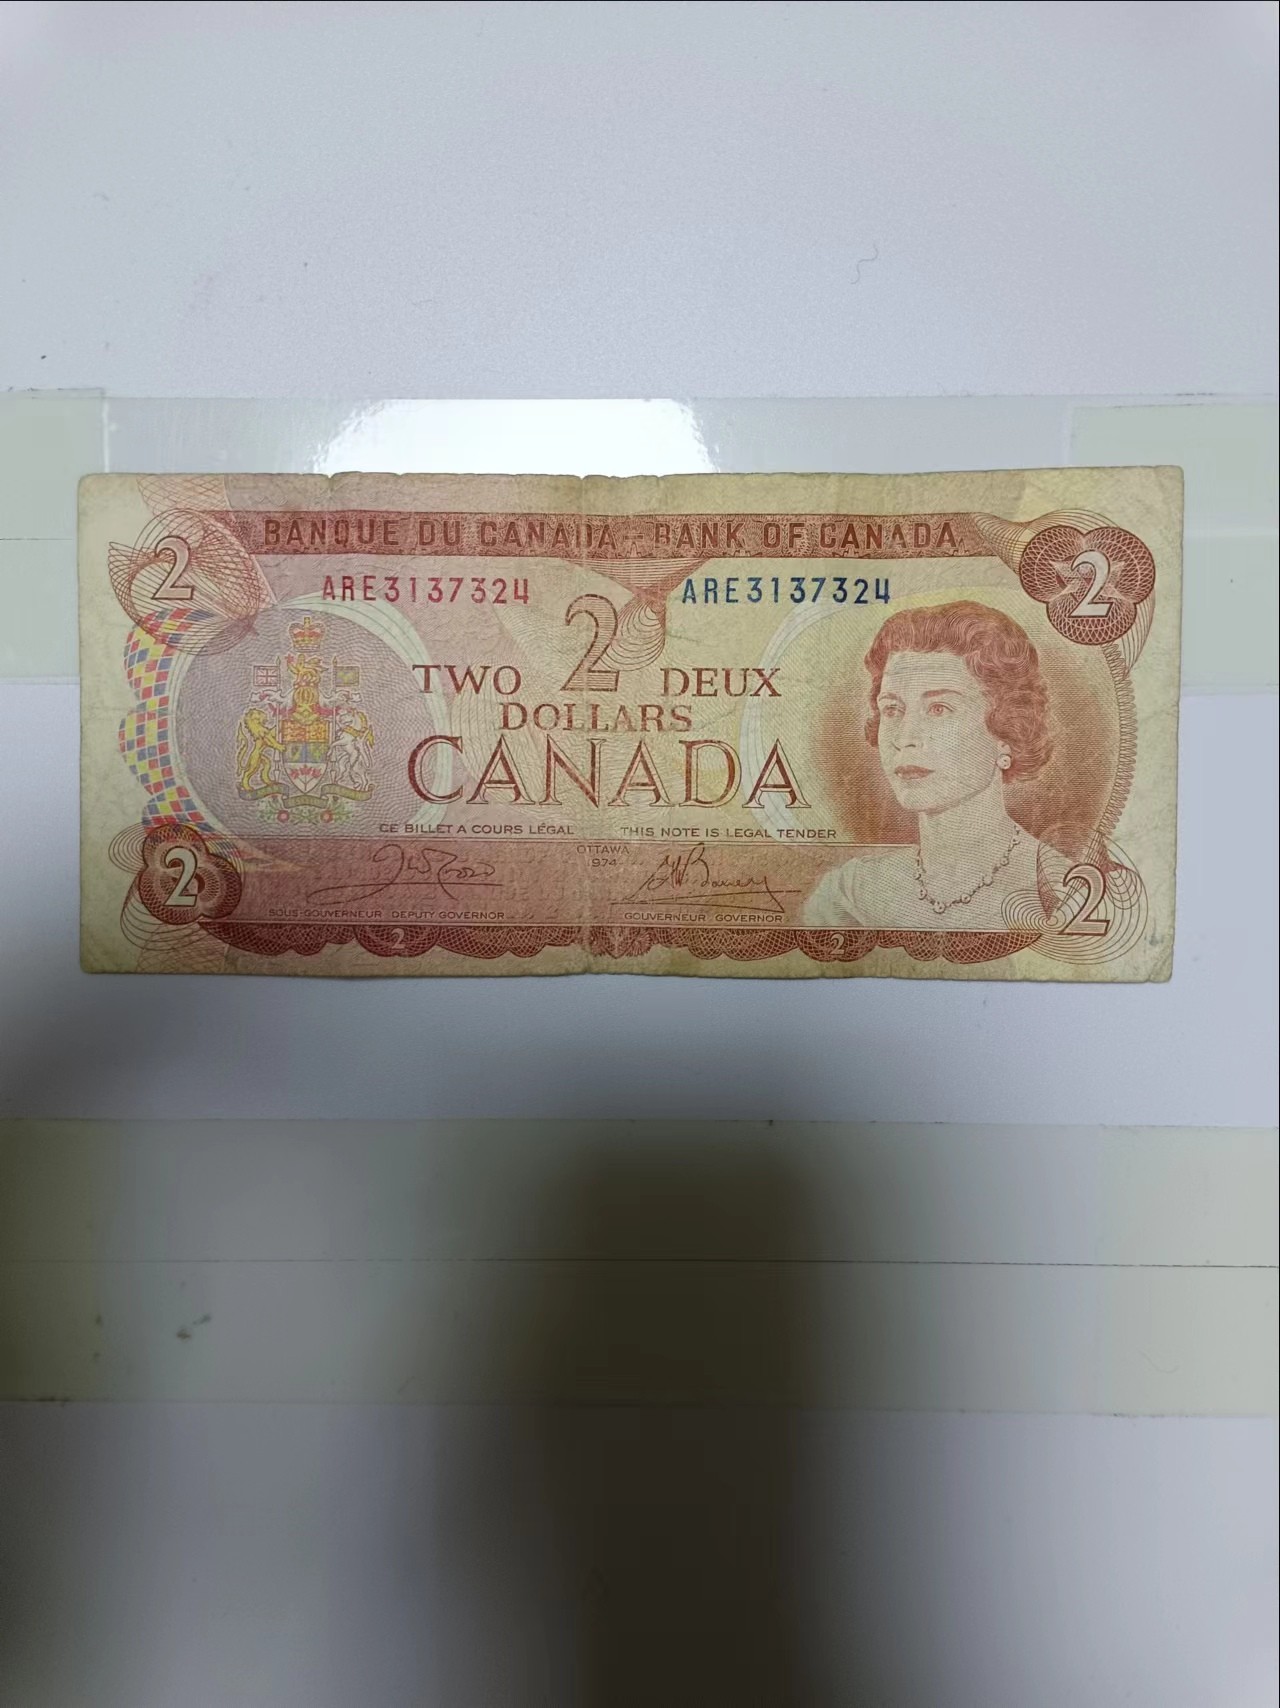 BANQUE DU CANADA - BANK OF CANADA
2
2
ARE3137324
ARE3137324
2
TWO
DEUX
DOLLARS
CANADA
CE BILLET A COURS LÉGAL
THIS NOTE IS LEGAL TENDER
OTTAWA
1974
SOUS-GOUVERNEUR DEPUTY GOVERNOR
GOUVERNEUR GOVERNOR
2
2
2
2